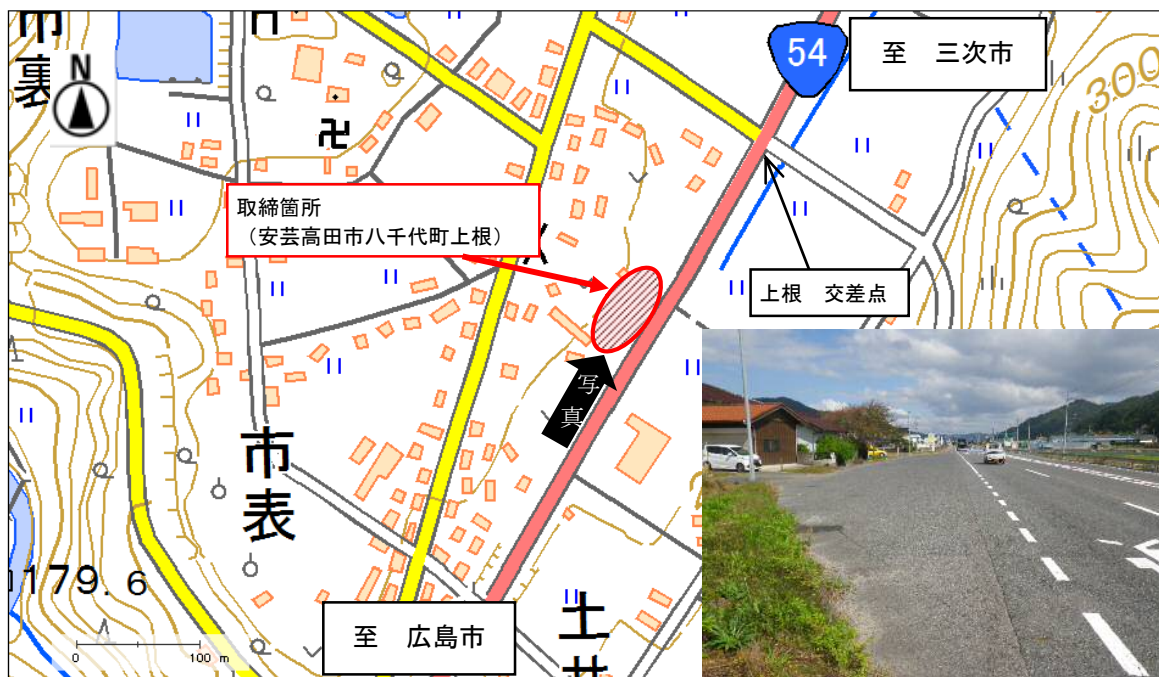 市
裏
N
54
至　三次市
300
取締箇所
（安芸高田市八千代町上根）
上根　交差点
写
真
市
表
179.6
至　広島市
土
0
100 m